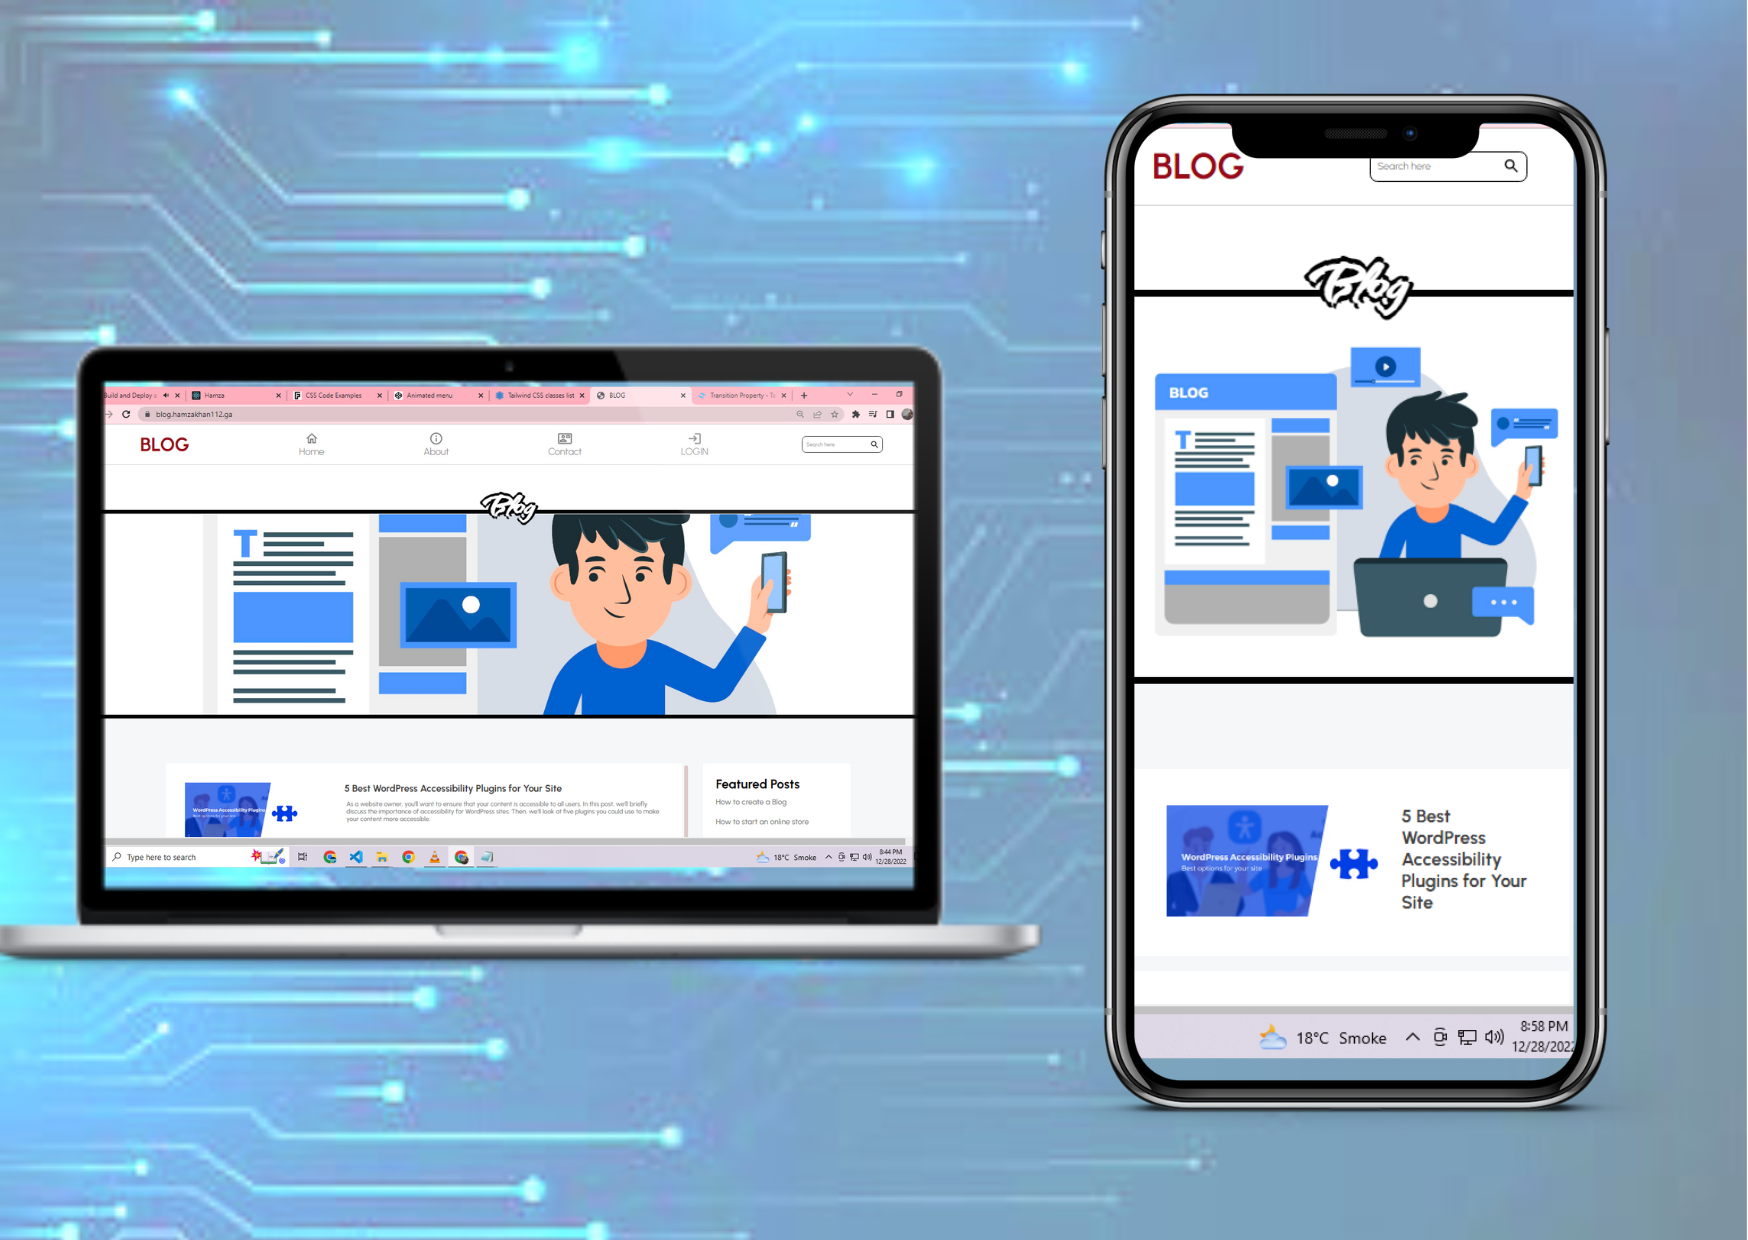 Build and Deploy
Hamza
CSS Code Examples
Animated menu
Tailwind CSS classes list
BLOG
Transition Property - T
blog.hamzakhan112.ga
BLOG
Home
About
Contact
LOGIN
Search here
Blog
T
5 Best WordPress Accessibility Plugins for Your Site
As a website owner, you'll want to ensure that your content is accessible to all users. In this post, we'll briefly
discuss the importance of accessibility for WordPress sites. Then, we'll look at five plugins you could use to make
your content more accessible.
WordPress Accessibility Plugins
Best options for your site
Featured Posts
How to create a Blog
How to start an online store
Type here to search
18°C Smoke
8:44 PM
12/28/2022
BLOG
Search here
Blog
BLOG
T
WordPress Accessibility Plugins
Best options for your site
5 Best
WordPress
Accessibility
Plugins for Your
Site
18°C Smoke
8:58 PM
12/28/2022